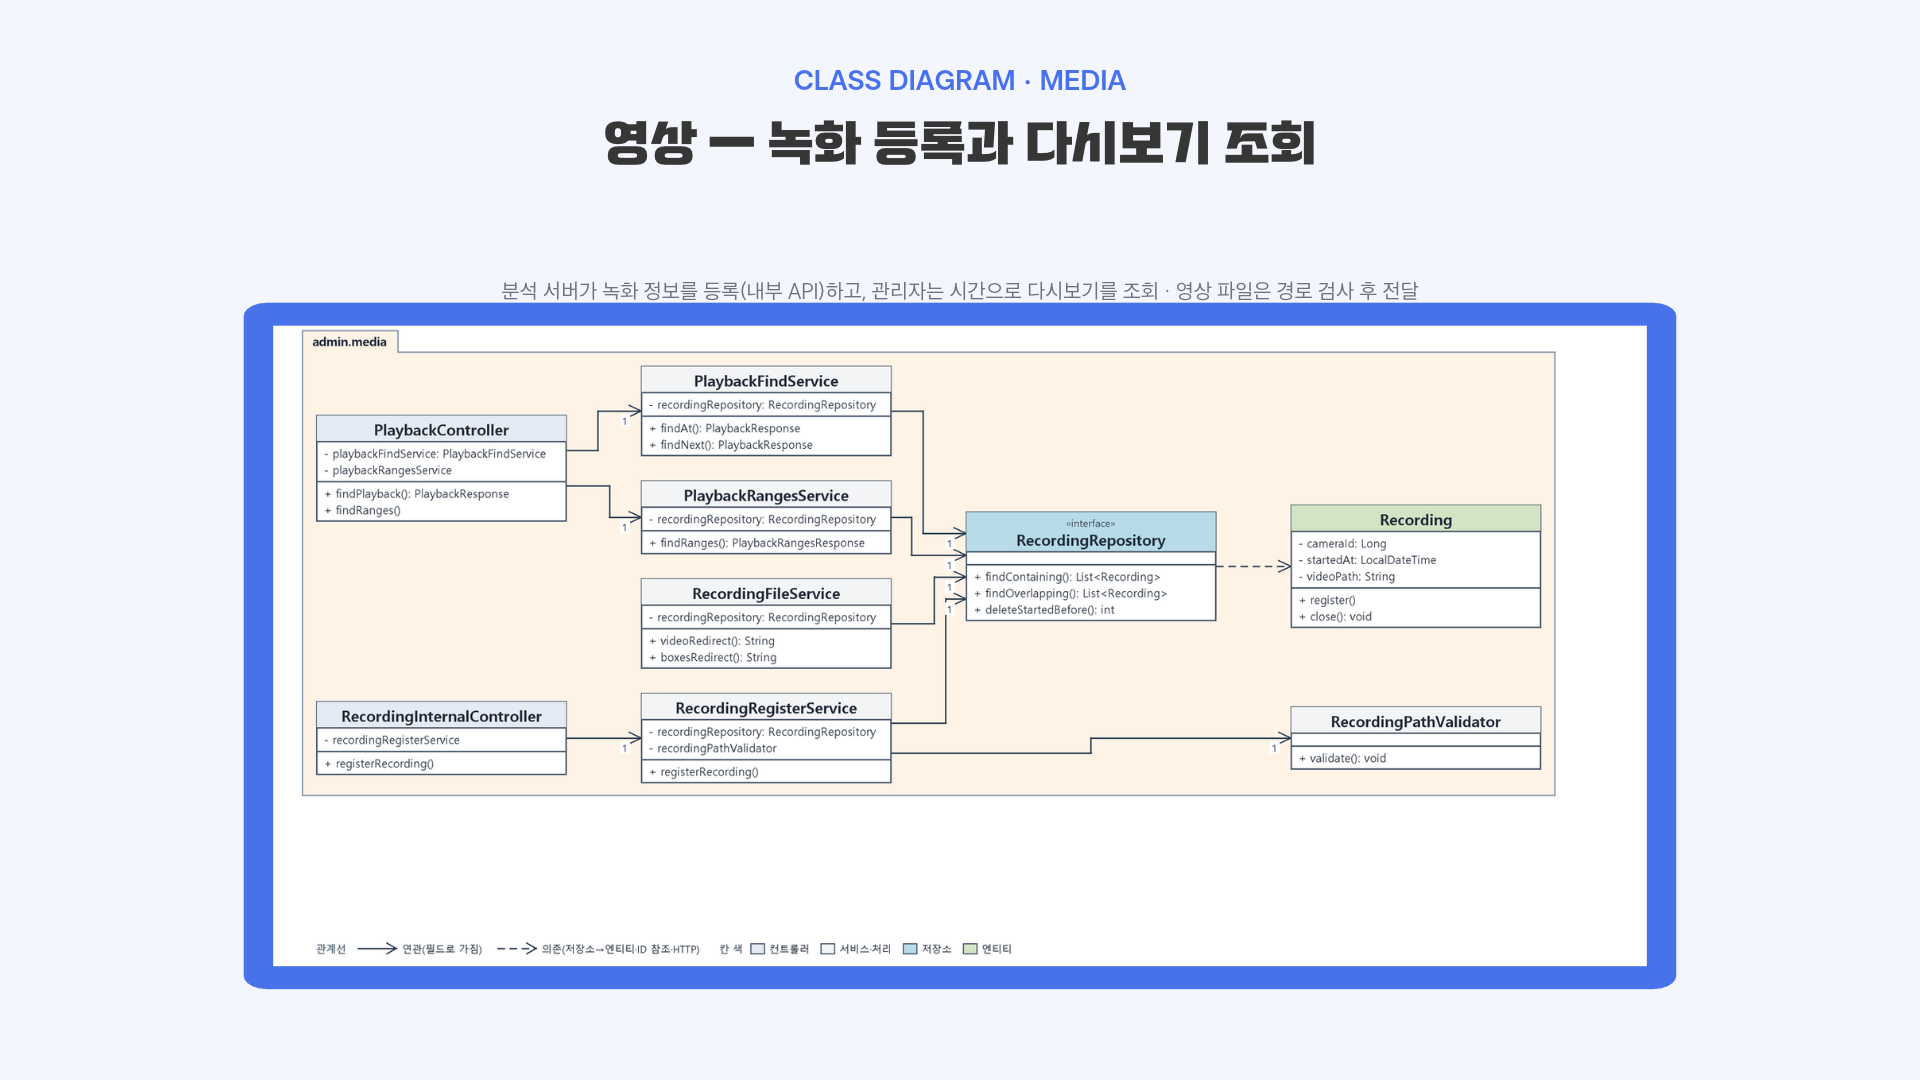 CLASS DIAGRAM · MEDIA
영상 — 녹화 등록과 다시보기 조회
분석 서버가 녹화 정보를 등록(내부 API)하고, 관리자는 시간으로 다시보기를 조회 · 영상 파일은 경로 검사 후 전달
admin.media
PlaybackController
- playbackFindService: PlaybackFindService
- playbackRangesService
+ findPlayback(): PlaybackResponse
+ findRanges()
1
1
PlaybackFindService
- recordingRepository: RecordingRepository
+ findAt(): PlaybackResponse
+ findNext(): PlaybackResponse
PlaybackRangesService
- recordingRepository: RecordingRepository
+ findRanges(): PlaybackRangesResponse
RecordingFileService
- recordingRepository: RecordingRepository
+ videoRedirect(): String
+ boxesRedirect(): String
RecordingInternalController
- recordingRegisterService
+ registerRecording()
1
RecordingRegisterService
- recordingRepository: RecordingRepository
- recordingPathValidator
+ registerRecording()
1
1
1
1
«interface»
RecordingRepository
+ findContaining(): List<Recording>
+ findOverlapping(): List<Recording>
+ deleteStartedBefore(): int
Recording
- cameraId: Long
- startedAt: LocalDateTime
- videoPath: String
+ register()
+ close(): void
1
RecordingPathValidator
+ validate(): void
관계선 연관(필드로 가짐) 의존(저장소→엔티티·ID 참조·HTTP) 칸 색 컨트롤러 서비스·처리 저장소 엔티티